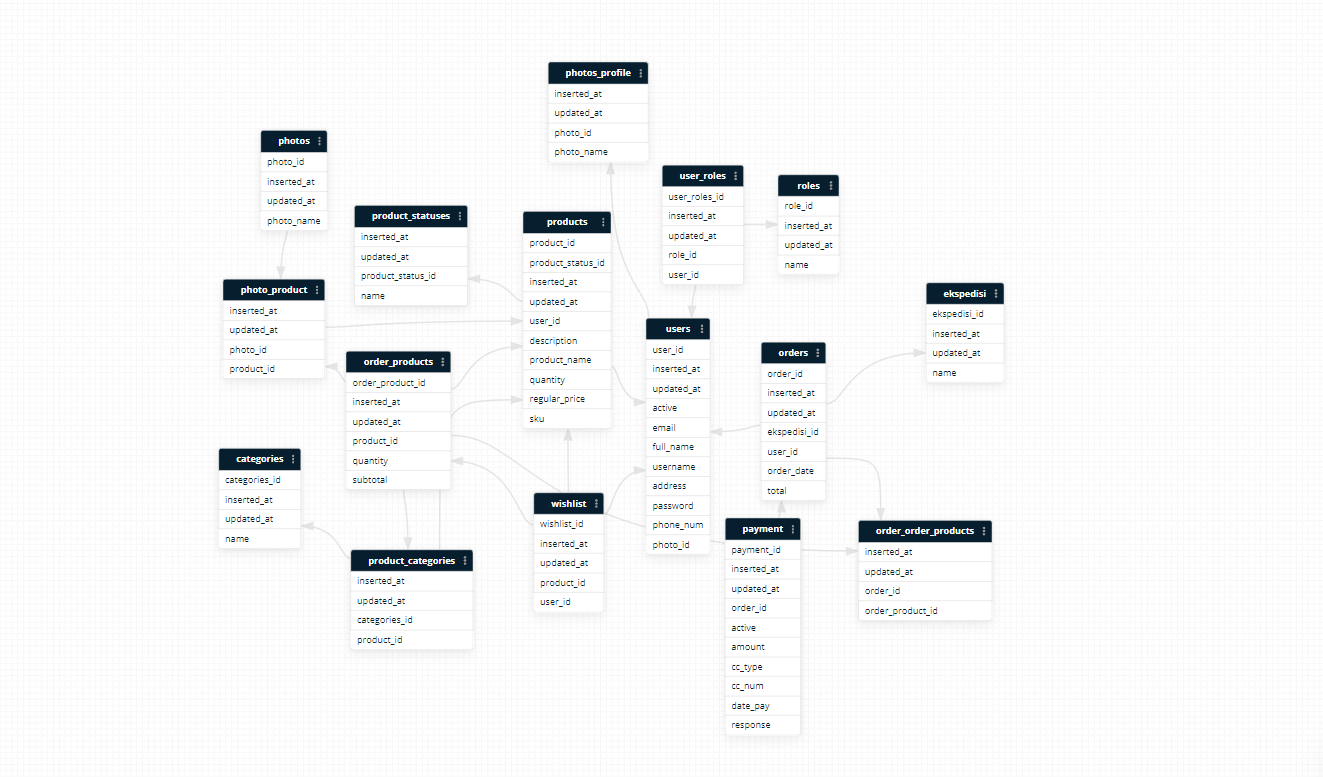 photos_profile
inserted_at
updated_at
photo_id
photo_name
photos
photo_id
inserted_at
updated_at
photo_name
user_roles
user_roles_id
inserted_at
updated_at
role_id
user_id
roles
role_id
inserted_at
updated_at
name
product_statuses
inserted_at
updated_at
product_status_id
name
products
product_id
product_status_id
inserted_at
updated_at
user_id
description
product_name
quantity
regular_price
sku
photo_product
inserted_at
updated_at
photo_id
product_id
ekspedisi
ekspedisi_id
inserted_at
updated_at
name
users
user_id
inserted_at
updated_at
active
email
full_name
username
address
password
phone_num
photo_id
orders
order_id
inserted_at
updated_at
ekspedisi_id
user_id
order_date
total
order_products
order_product_id
inserted_at
updated_at
product_id
quantity
subtotal
categories
categories_id
inserted_at
updated_at
name
wishlist
wishlist_id
inserted_at
updated_at
product_id
user_id
payment
payment_id
inserted_at
updated_at
order_id
active
amount
cc_type
cc_num
date_pay
response
order_order_products
inserted_at
updated_at
order_id
order_product_id
product_categories
inserted_at
updated_at
categories_id
product_id